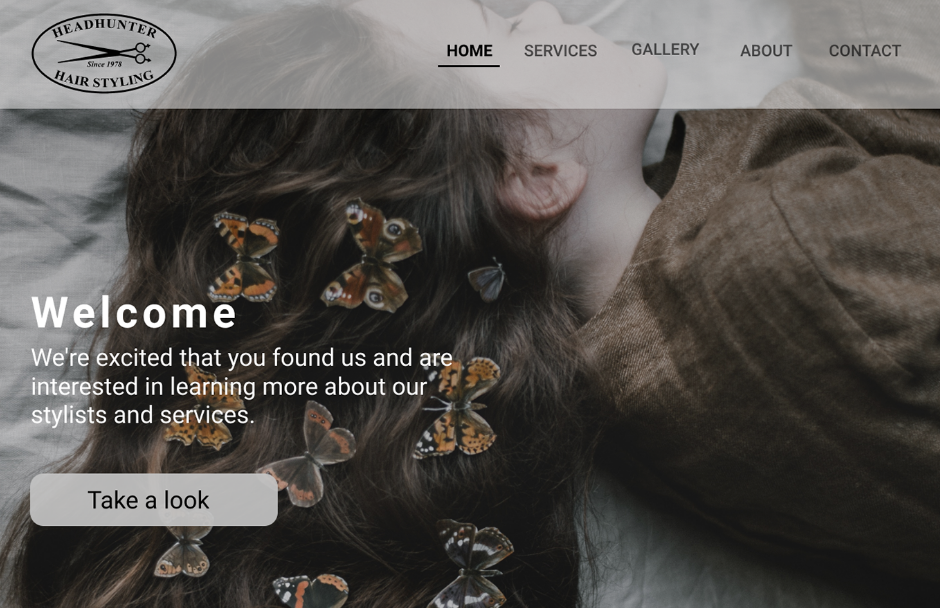 HEADHUNTER
Since 1978
HAIR STYLING
HOME
SERVICES
GALLERY
ABOUT
CONTACT
Welcome
We're excited that you found us and are
interested in learning more about our
stylists and services.
Take a look